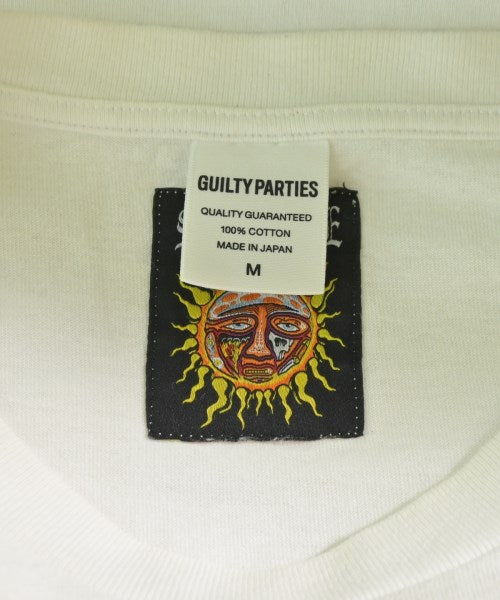 GUILTY PARTIES
QUALITY GUARANTEED
100% COTTON
MADE IN JAPAN
M